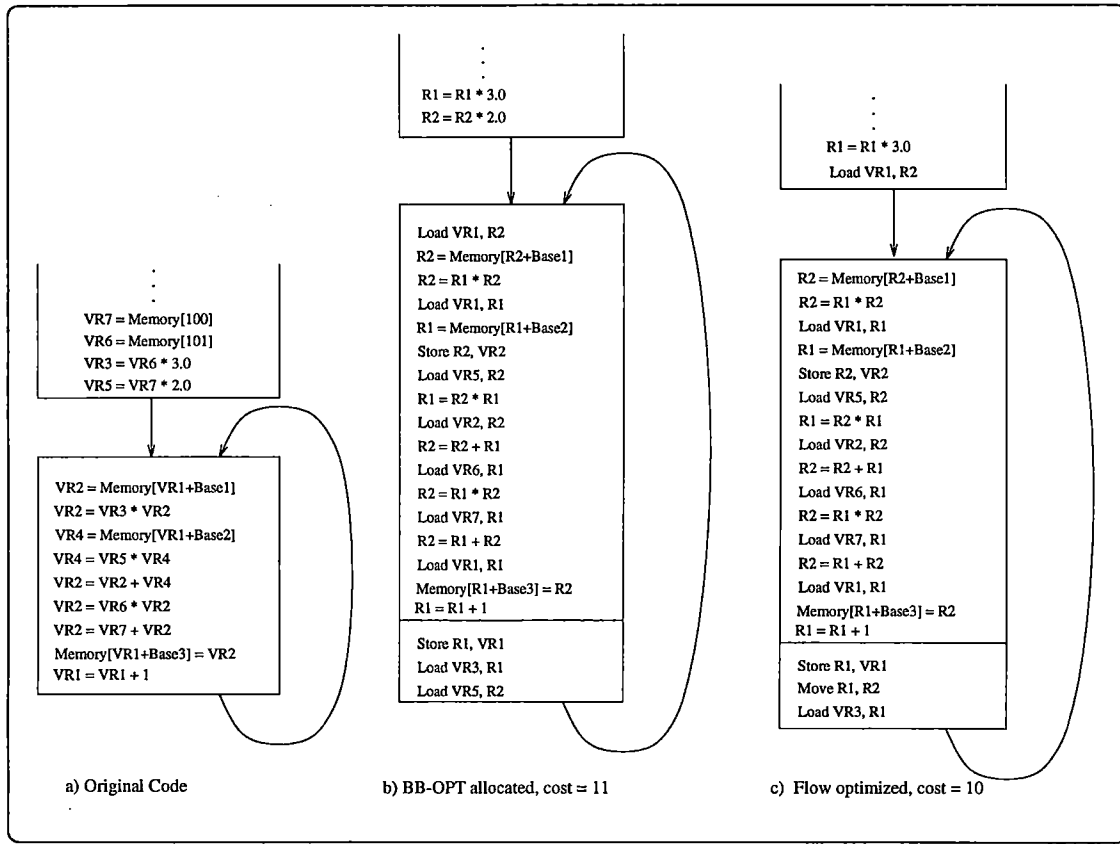 .
.
.
VR7 = Memory[100]
VR6 = Memory[101]
VR3 = VR6 * 3.0
VR5 = VR7 * 2.0
VR2 = Memory[VR1+Base1]
VR2 = VR3 * VR2
VR4 = Memory[VR1+Base2]
VR4 = VR5 * VR4
VR2 = VR2 + VR4
VR2 = VR6 * VR2
VR2 = VR7 + VR2
Memory[VR1+Base3] = VR2
VR1 = VR1 + 1
a) Original Code
.
.
.
R1 = R1 * 3.0
R2 = R2 * 2.0
Load VR1, R2
R2 = Memory[R2+Base1]
R2 = R1 * R2
Load VR1, R1
R1 = Memory[R1+Base2]
Store R2, VR2
Load VR5, R2
R1 = R2 * R1
Load VR2, R2
R2 = R2 + R1
Load VR6, R1
R2 = R1 * R2
Load VR7, R1
R2 = R1 + R2
Load VR1, R1
Memory[R1+Base3] = R2
R1 = R1 + 1
Store R1, VR1
Load VR3, R1
Load VR5, R2
b) BB-OPT allocated, cost = 11
.
.
.
R1 = R1 * 3.0
Load VR1, R2
R2 = Memory[R2+Base1]
R2 = R1 * R2
Load VR1, R1
R1 = Memory[R1+Base2]
Store R2, VR2
Load VR5, R2
R1 = R2 * R1
Load VR2, R2
R2 = R2 + R1
Load VR6, R1
R2 = R1 * R2
Load VR7, R1
R2 = R1 + R2
Load VR1, R1
Memory[R1+Base3] = R2
R1 = R1 + 1
Store R1, VR1
Move R1, R2
Load VR3, R1
c) Flow optimized, cost = 10